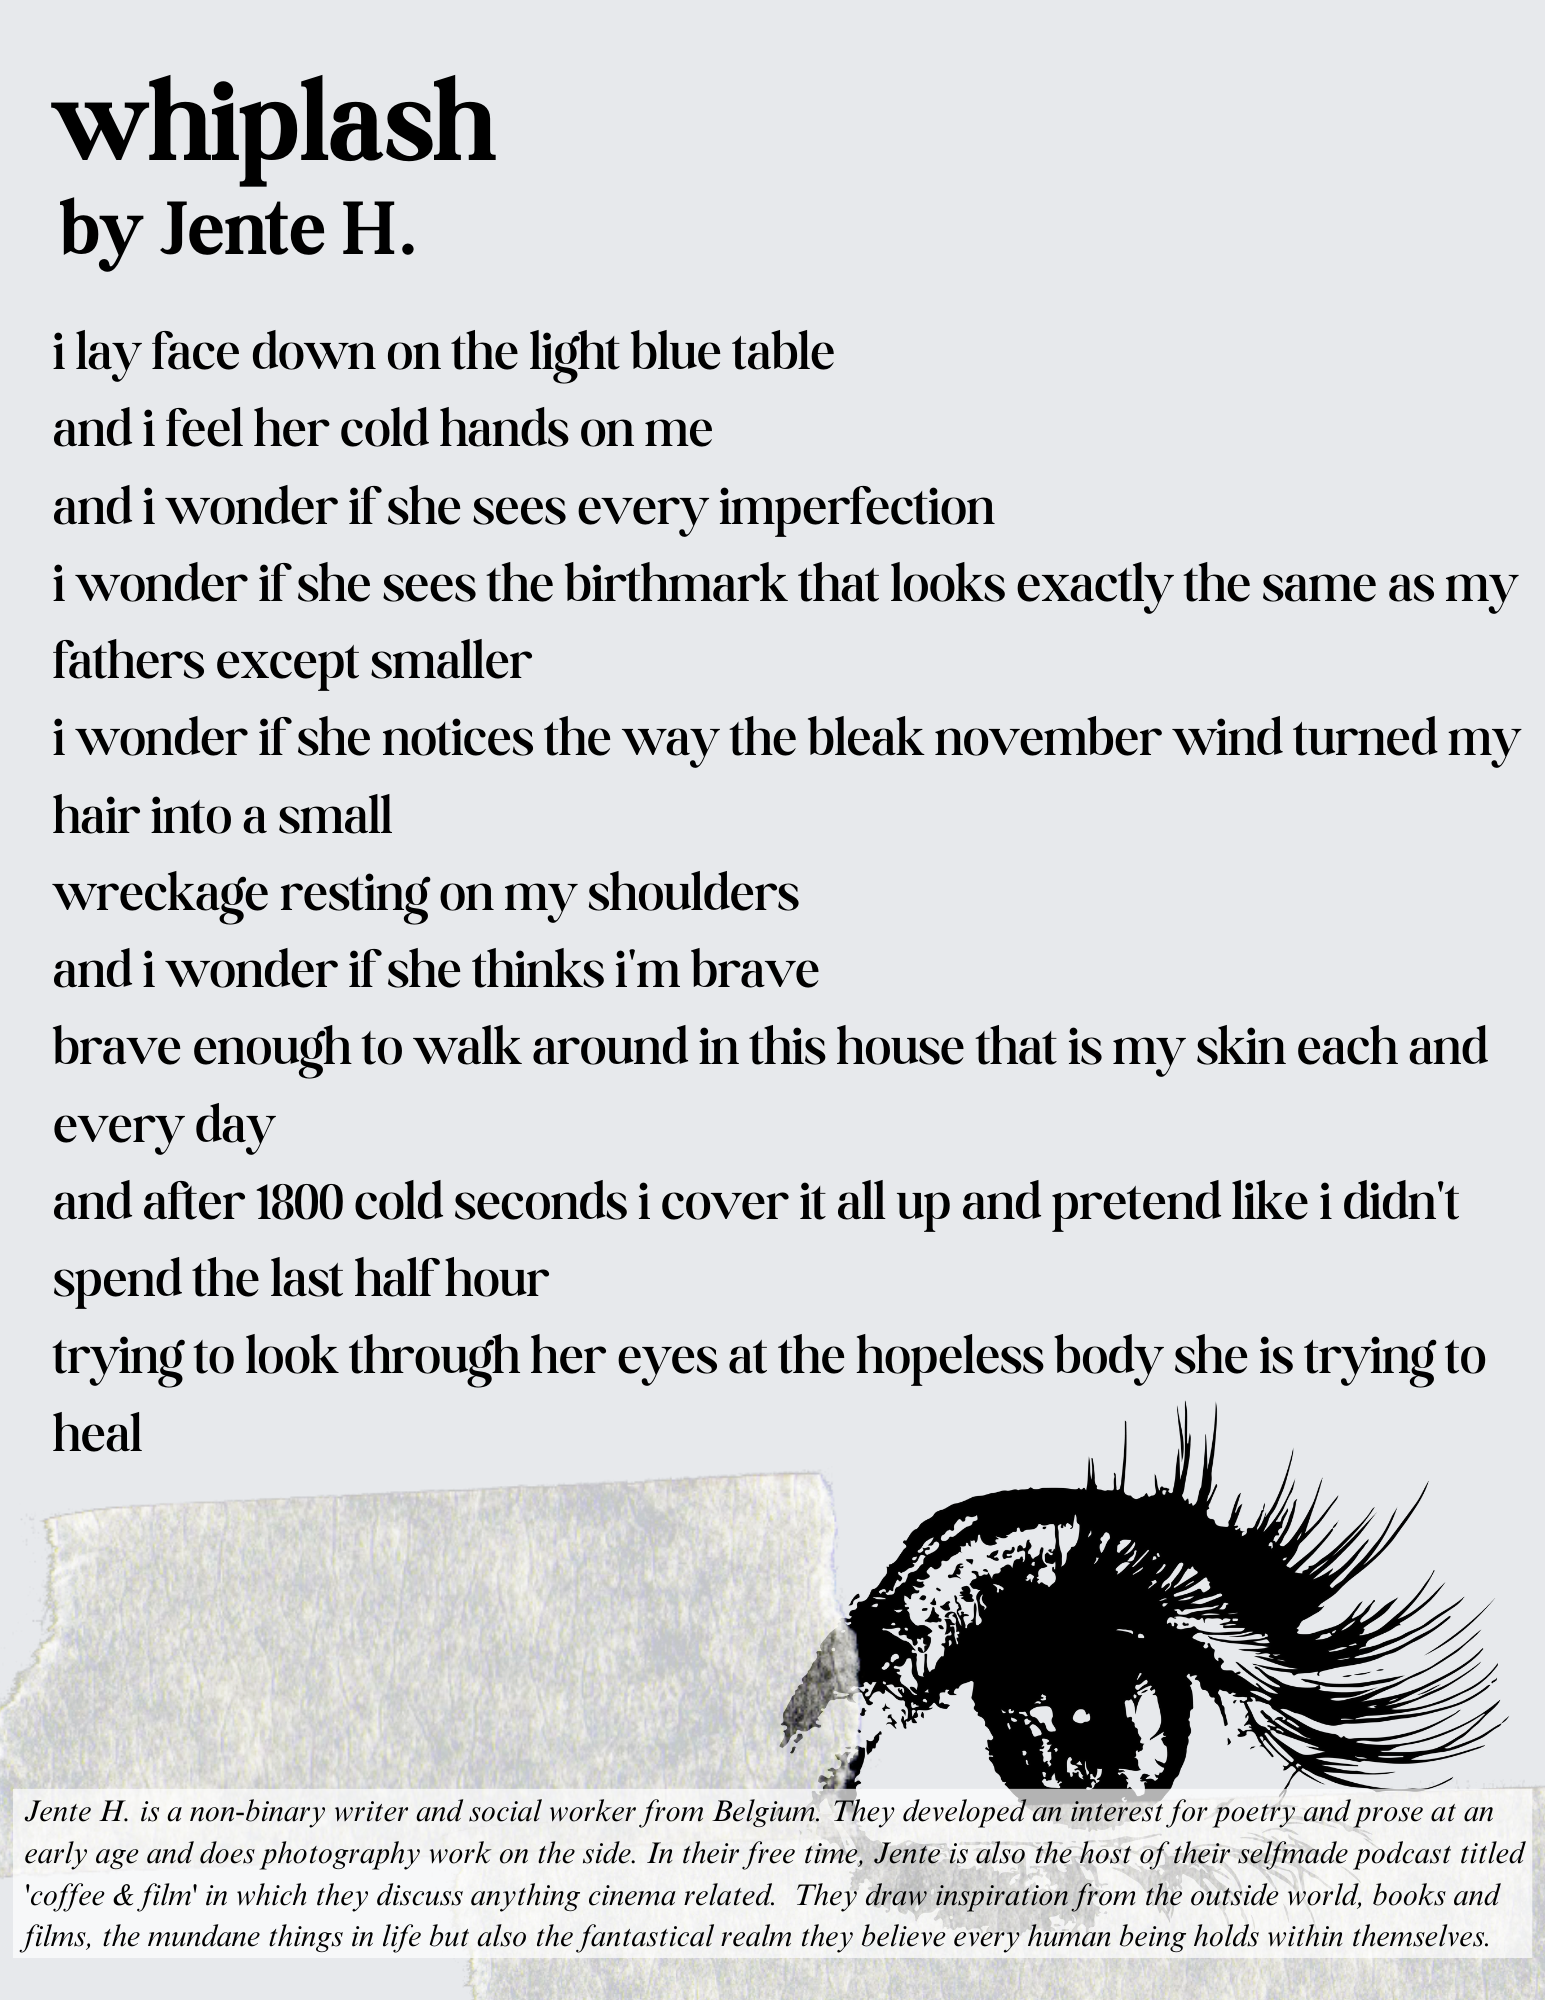 whiplash
by Jente H.
i lay face down on the light blue table
and i feel her cold hands on me
and i wonder if she sees every imperfection
i wonder if she sees the birthmark that looks exactly the same as my
fathers except smaller
i wonder if she notices the way the bleak november wind turned my
hair into a small
wreckage resting on my shoulders
and i wonder if she thinks i'm brave
brave enough to walk around in this house that is my skin each and
every day
and after 1800 cold seconds i cover it all up and pretend like i didn't
spend the last half hour
trying to look through her eyes at the hopeless body she is trying to
heal
Jente H. is a non-binary writer and social worker from Belgium. They developed an interest for poetry and prose at an
early age and does photography work on the side. In their free time, Jente is also the host of their selfmade podcast titled
'coffee & film' in which they discuss anything cinema related. They draw inspiration from the outside world, books and
films, the mundane things in life but also the fantastical realm they believe every human being holds within themselves.